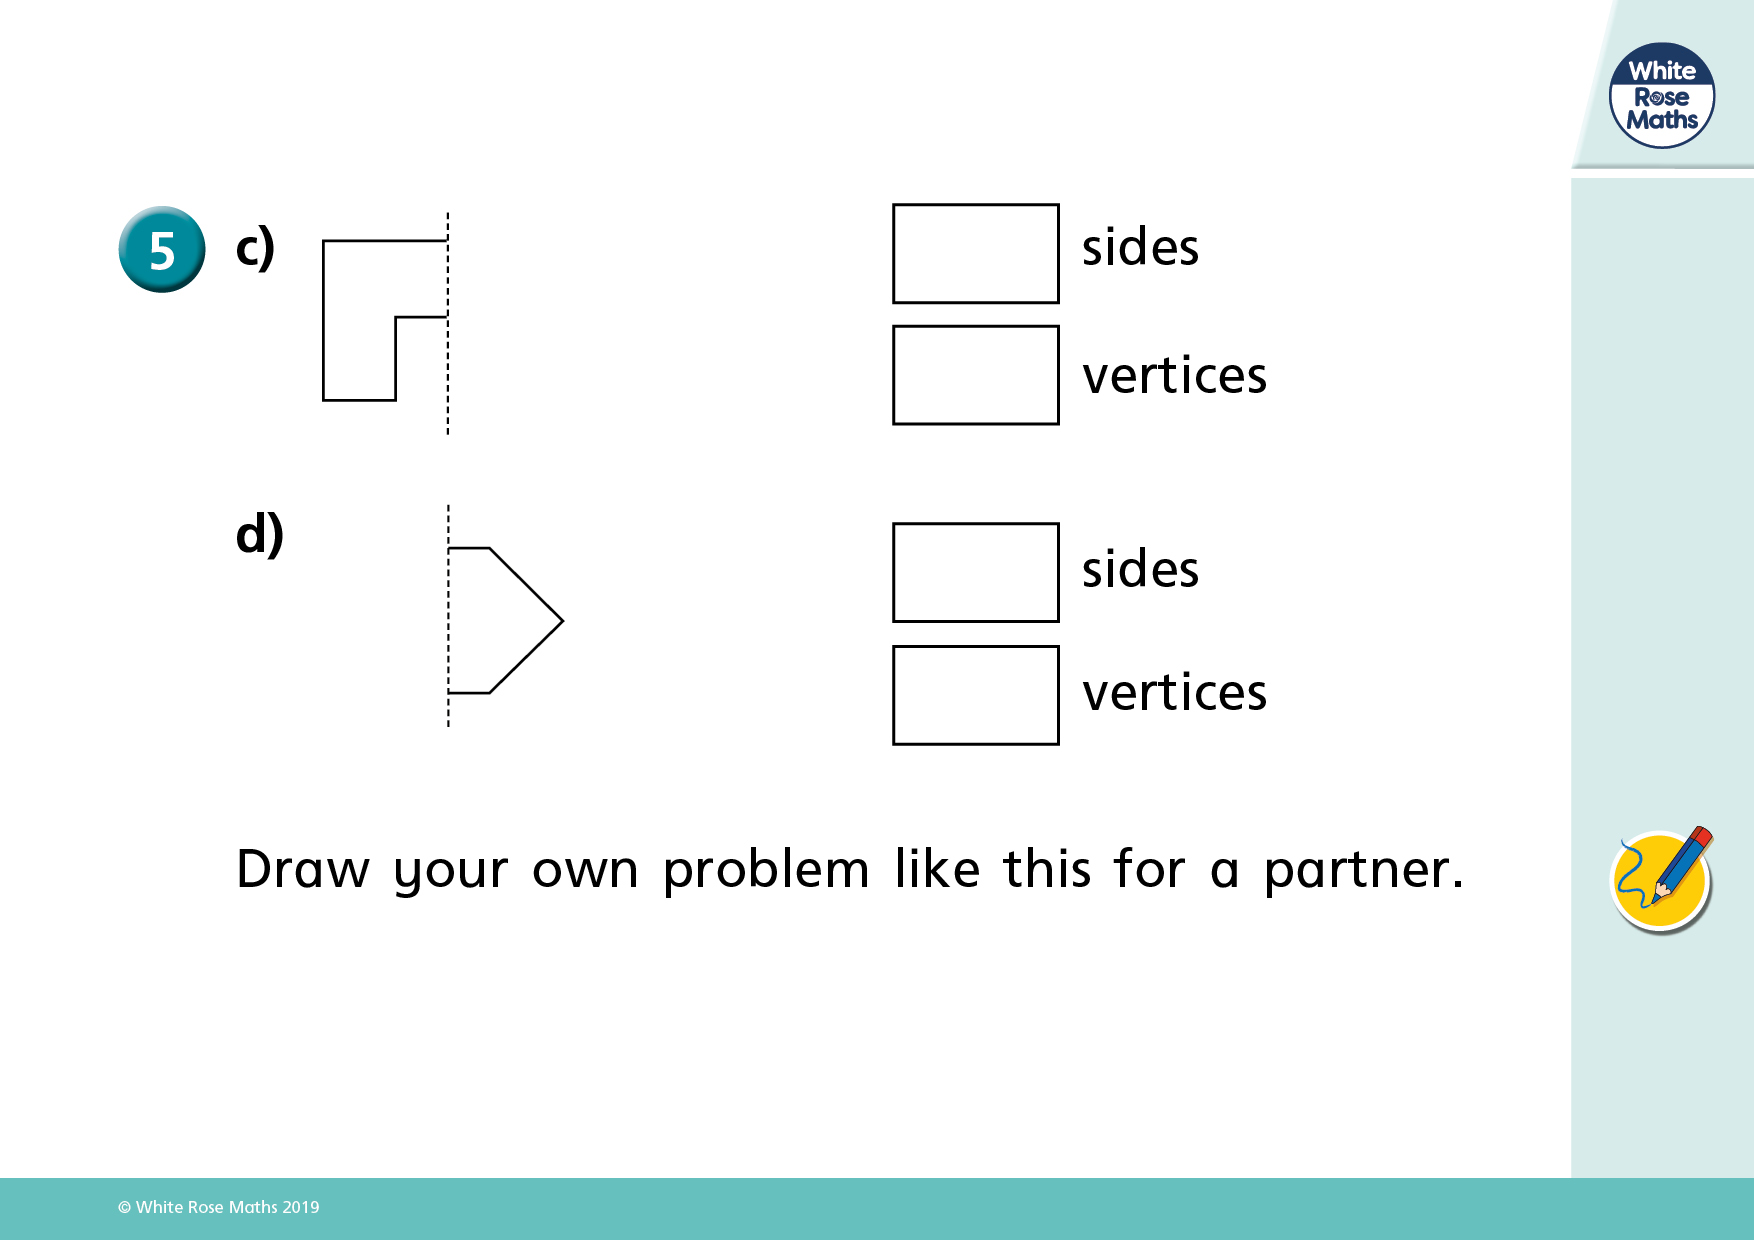 White
Rose
Maths
5 c) sides
vertices
d) sides
vertices
Draw your own problem like this for a partner.
© White Rose Maths 2019